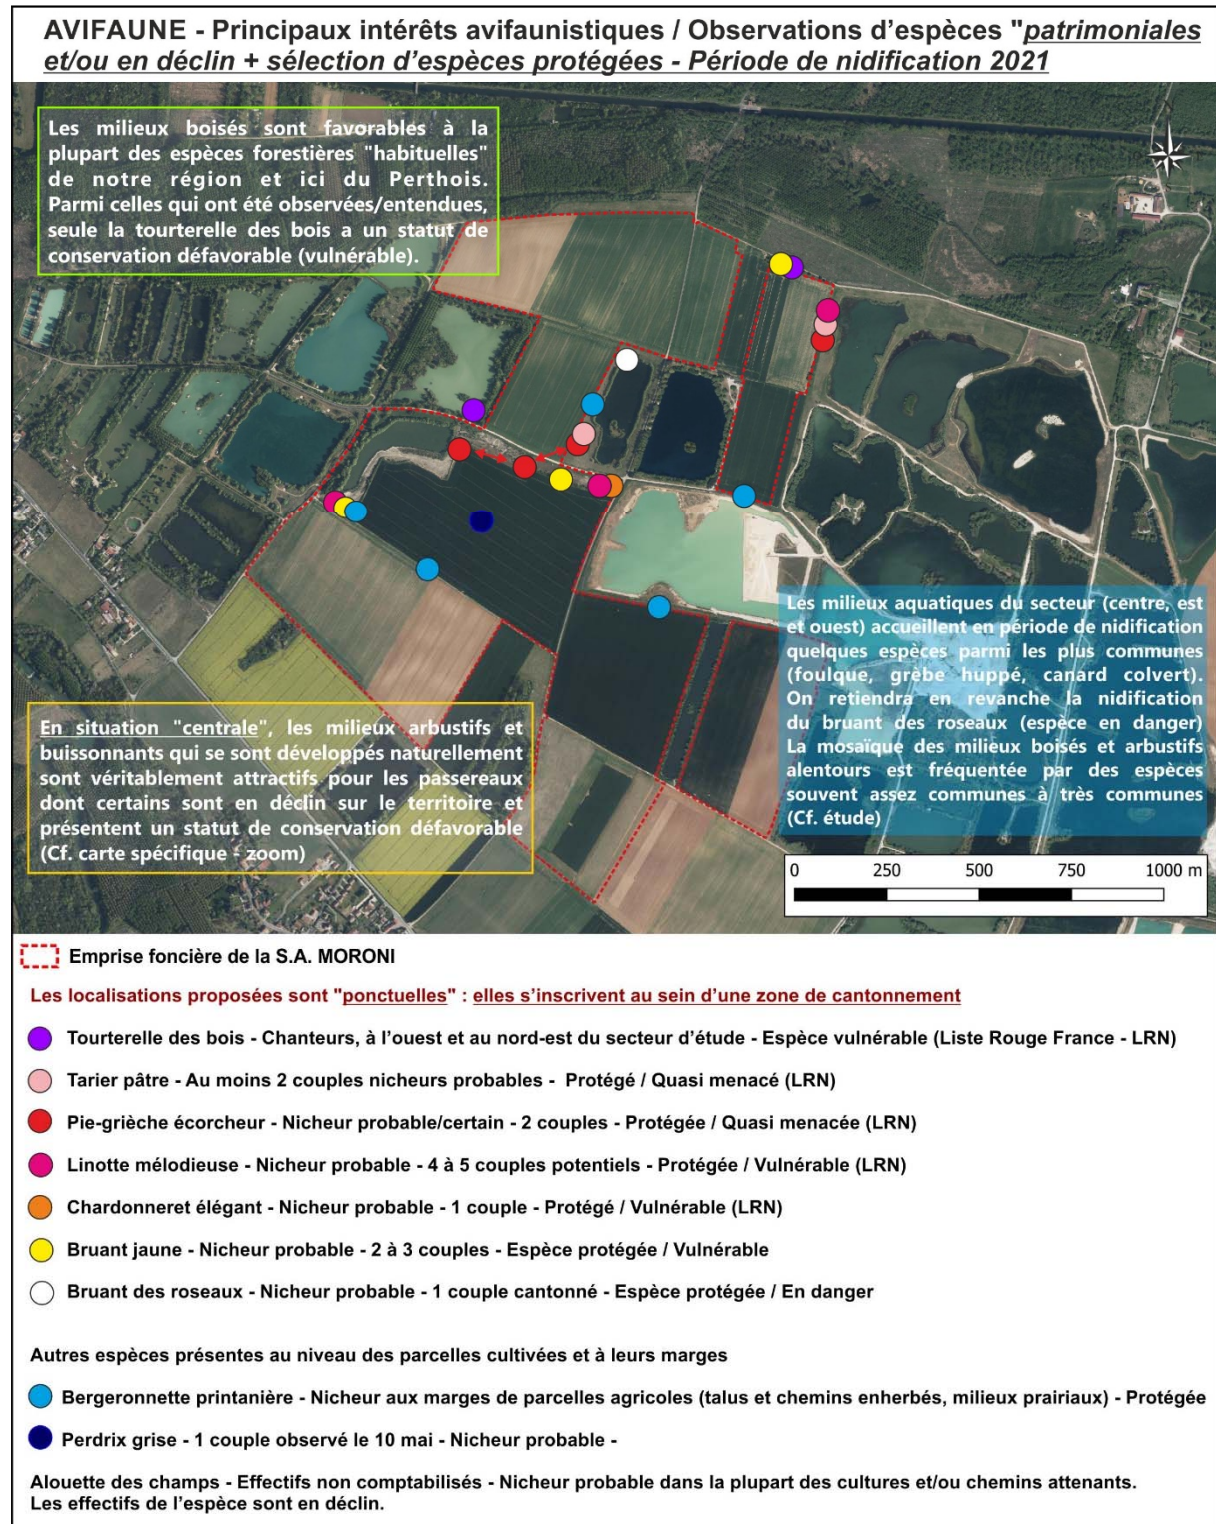 AVIFAUNE - Principaux intérêts avifaunistiques / Observations d’espèces "patrimoniales
et/ou en déclin + sélection d’espèces protégées - Période de nidification 2021
Les milieux boisés sont favorables à la
plupart des espèces forestières "habituelles"
de notre région et ici du Perthois.
Parmi celles qui ont été observées/entendues,
seule la tourterelle des bois a un statut de
conservation défavorable (vulnérable).
Les milieux aquatiques du secteur (centre, est
et ouest) accueillent en période de nidification
quelques espèces parmi les plus communes
(foulque, grèbe huppé, canard colvert).
On retiendra en revanche la nidification
du bruant des roseaux (espèce en danger)
La mosaïque des milieux boisés et arbustifs
alentours est fréquentée par des espèces
souvent assez communes à très communes
(Cf. étude)
En situation "centrale", les milieux arbustifs et
buissonnants qui se sont développés naturellement
sont véritablement attractifs pour les passereaux
dont certains sont en déclin sur le territoire et
présentent un statut de conservation défavorable
(Cf. carte spécifique - zoom)
0 250 500 750 1000 m
Emprise foncière de la S.A. MORONI
Les localisations proposées sont "ponctuelles" : elles s’inscrivent au sein d’une zone de cantonnement
Tourterelle des bois - Chanteurs, à l’ouest et au nord-est du secteur d’étude - Espèce vulnérable (Liste Rouge France - LRN)
Tarier pâtre - Au moins 2 couples nicheurs probables - Protégé / Quasi menacé (LRN)
Pie-grièche écorcheur - Nicheur probable/certain - 2 couples - Protégée / Quasi menacée (LRN)
Linotte mélodieuse - Nicheur probable - 4 à 5 couples potentiels - Protégée / Vulnérable (LRN)
Chardonneret élégant - Nicheur probable - 1 couple - Protégé / Vulnérable (LRN)
Bruant jaune - Nicheur probable - 2 à 3 couples - Espèce protégée / Vulnérable
Bruant des roseaux - Nicheur probable - 1 couple cantonné - Espèce protégée / En danger
Autres espèces présentes au niveau des parcelles cultivées et à leurs marges
Bergeronnette printanière - Nicheur aux marges de parcelles agricoles (talus et chemins enherbés, milieux prairiaux) - Protégée
Perdrix grise - 1 couple observé le 10 mai - Nicheur probable -
Alouette des champs - Effectifs non comptabilisés - Nicheur probable dans la plupart des cultures et/ou chemins attenants.
Les effectifs de l’espèce sont en déclin.